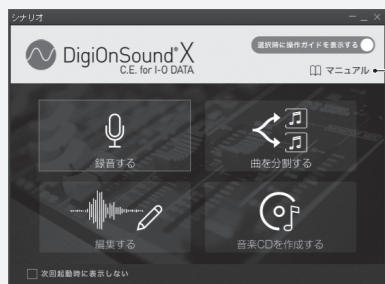 シナリオ
選択時に操作ガイドを表示する
DigiOnSound®X
C.E. for I-O DATA
マニュアル
録音する
曲を分割する
編集する
音楽CDを作成する
次回起動時に表示しない